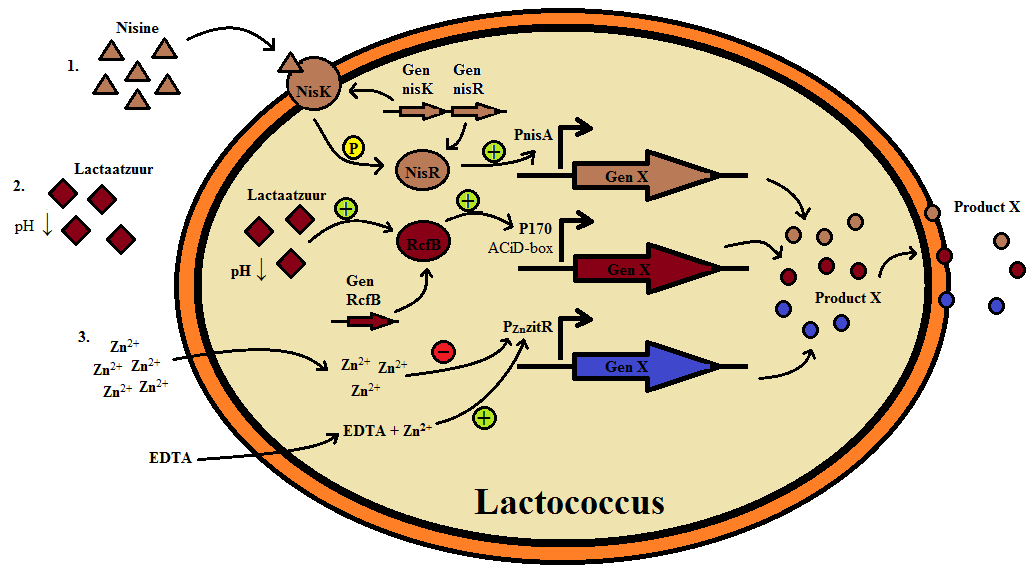 Nisine
1.
NisK
Gen
nisK
Gen
nisR
P
NisR
+
PnisA
Gen X
2.
Lactaatzuur
pH ↓
Lactaatzuur
pH ↓
+
RcfB
+
P170
ACiD-box
Gen X
Gen
RcfB
Product X
Product X
3.
Zn²⁺
Zn²⁺ Zn²⁺
Zn²⁺ Zn²⁺
Zn²⁺ Zn²⁺
Zn²⁺
−
PZnzitR
Gen X
EDTA
EDTA + Zn²⁺
+
Lactococcus